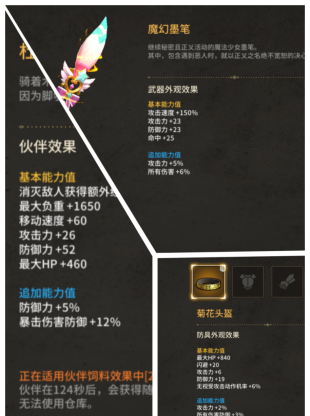 魔幻墨笔
继续秘密且正义活动的魔法少女墨笔。
其中，包含遇到恶人时，就以正义之名绝不宽恕的决心
武器外观效果
基本能力值
攻击速度 +150%
攻击力 +23
防御力 +23
命中 +25
追加能力值
攻击力 +5%
所有伤害 +6%
骑着
因为脚
伙伴效果
基本能力值
消灭敌人获得额外
最大负重 +1650
移动速度 +60
攻击力 +26
防御力 +52
最大HP +460
追加能力值
防御力 +5%
暴击伤害防御 +12%
正在适用伙伴饲料效果中[2
伙伴在124秒后，会获得随
无法使用仓库。
菊花头盔
防具外观效果
基本能力值
最大HP +840
闪避 +20
攻击力 +6
防御力 +19
无视受攻击动作机率 +6%
追加能力值
攻击力 +2%
所有伤害防御 +3%